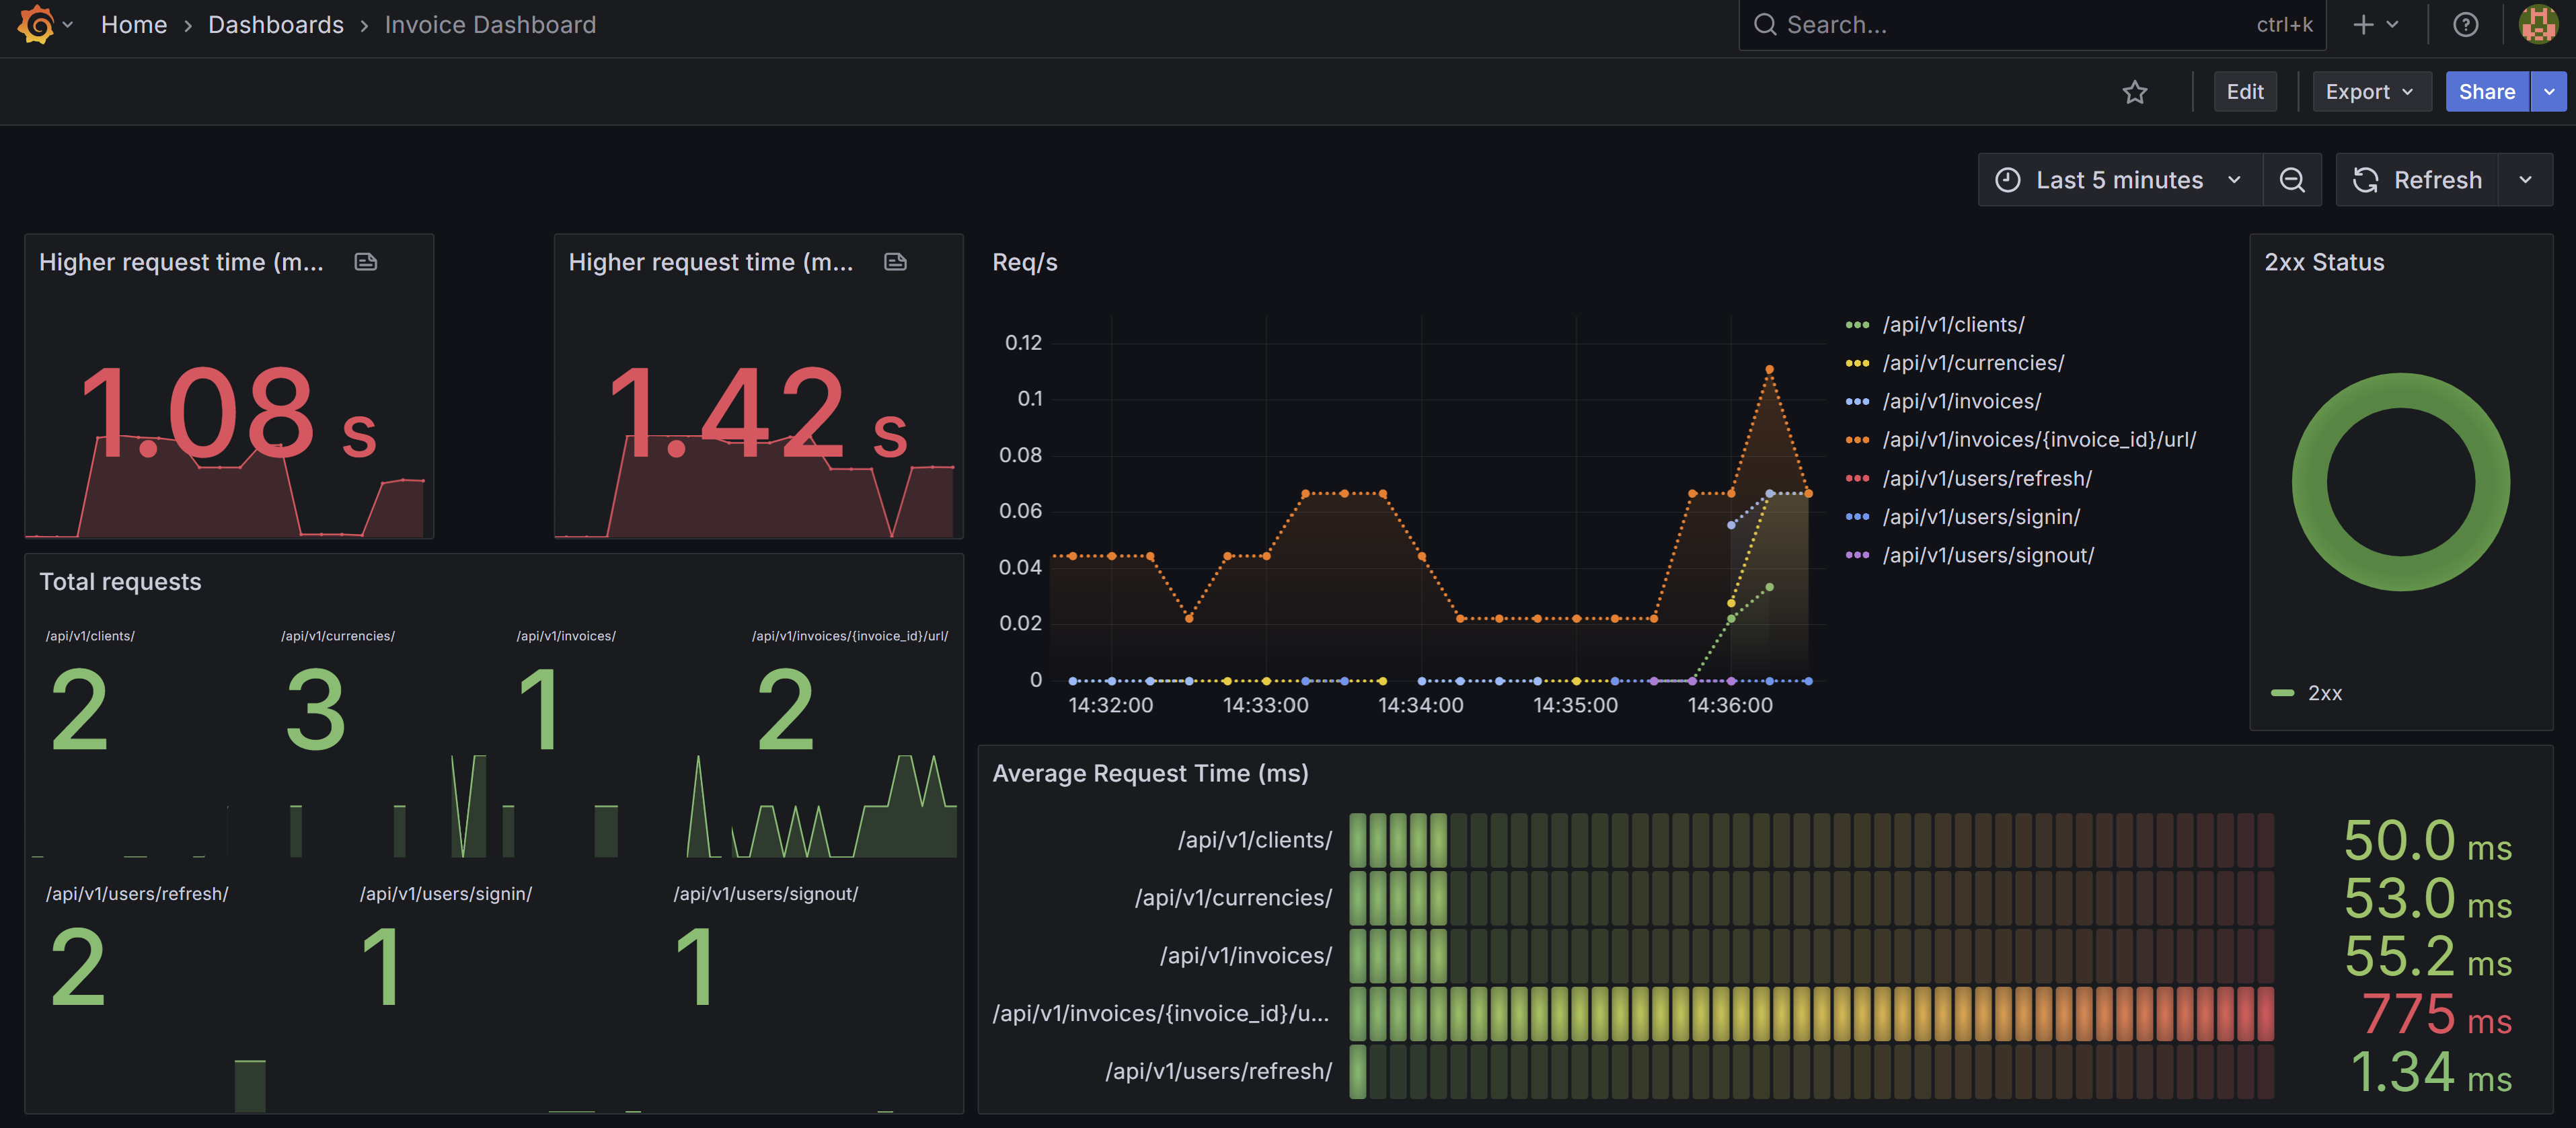 Home › Dashboards › Invoice Dashboard
Search...
ctrl+k
Edit
Export
Share
Last 5 minutes
Refresh
Higher request time (m...
1.08 s
Higher request time (m...
1.42 s
Req/s
0.12
0.1
0.08
0.06
0.04
0.02
0
14:32:00
14:33:00
14:34:00
14:35:00
14:36:00
/api/v1/clients/
/api/v1/currencies/
/api/v1/invoices/
/api/v1/invoices/{invoice_id}/url/
/api/v1/users/refresh/
/api/v1/users/signin/
/api/v1/users/signout/
2xx Status
2xx
Total requests
/api/v1/clients/
2
/api/v1/currencies/
3
/api/v1/invoices/
1
/api/v1/invoices/{invoice_id}/url/
2
/api/v1/users/refresh/
2
/api/v1/users/signin/
1
/api/v1/users/signout/
1
Average Request Time (ms)
/api/v1/clients/
50.0 ms
/api/v1/currencies/
53.0 ms
/api/v1/invoices/
55.2 ms
/api/v1/invoices/{invoice_id}/u...
775 ms
/api/v1/users/refresh/
1.34 ms